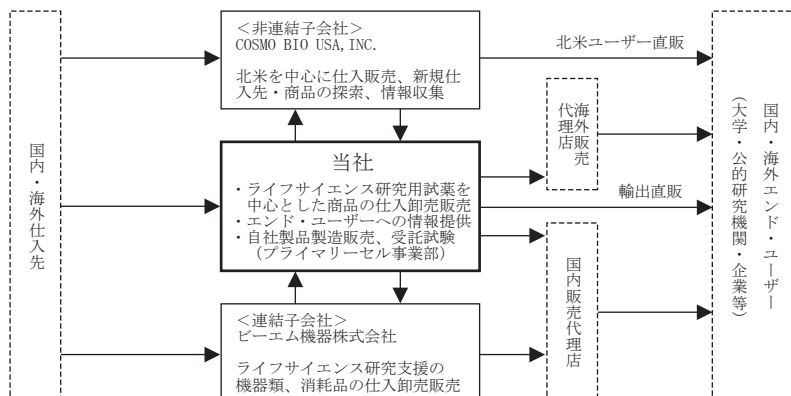 国内・海外仕入先
＜非連結子会社＞
COSMO BIO USA,INC.
北米を中心に仕入販売、新規仕
入先・商品の探索、情報収集
当社
・ライフサイエンス研究用試薬を
中心とした商品の仕入卸売販売
・エンド・ユーザーへの情報提供
・自社製品製造販売、受託試験
（プライマリーセル事業部）
＜連結子会社＞
ビーエム機器株式会社
ライフサイエンス研究支援の
機器類、消耗品の仕入卸売販売
北米ユーザー直販
海外販売
代理店
輸出直販
国内販売代理店
国内・海外エンド・ユーザー
（大学・公的研究機関・企業等）